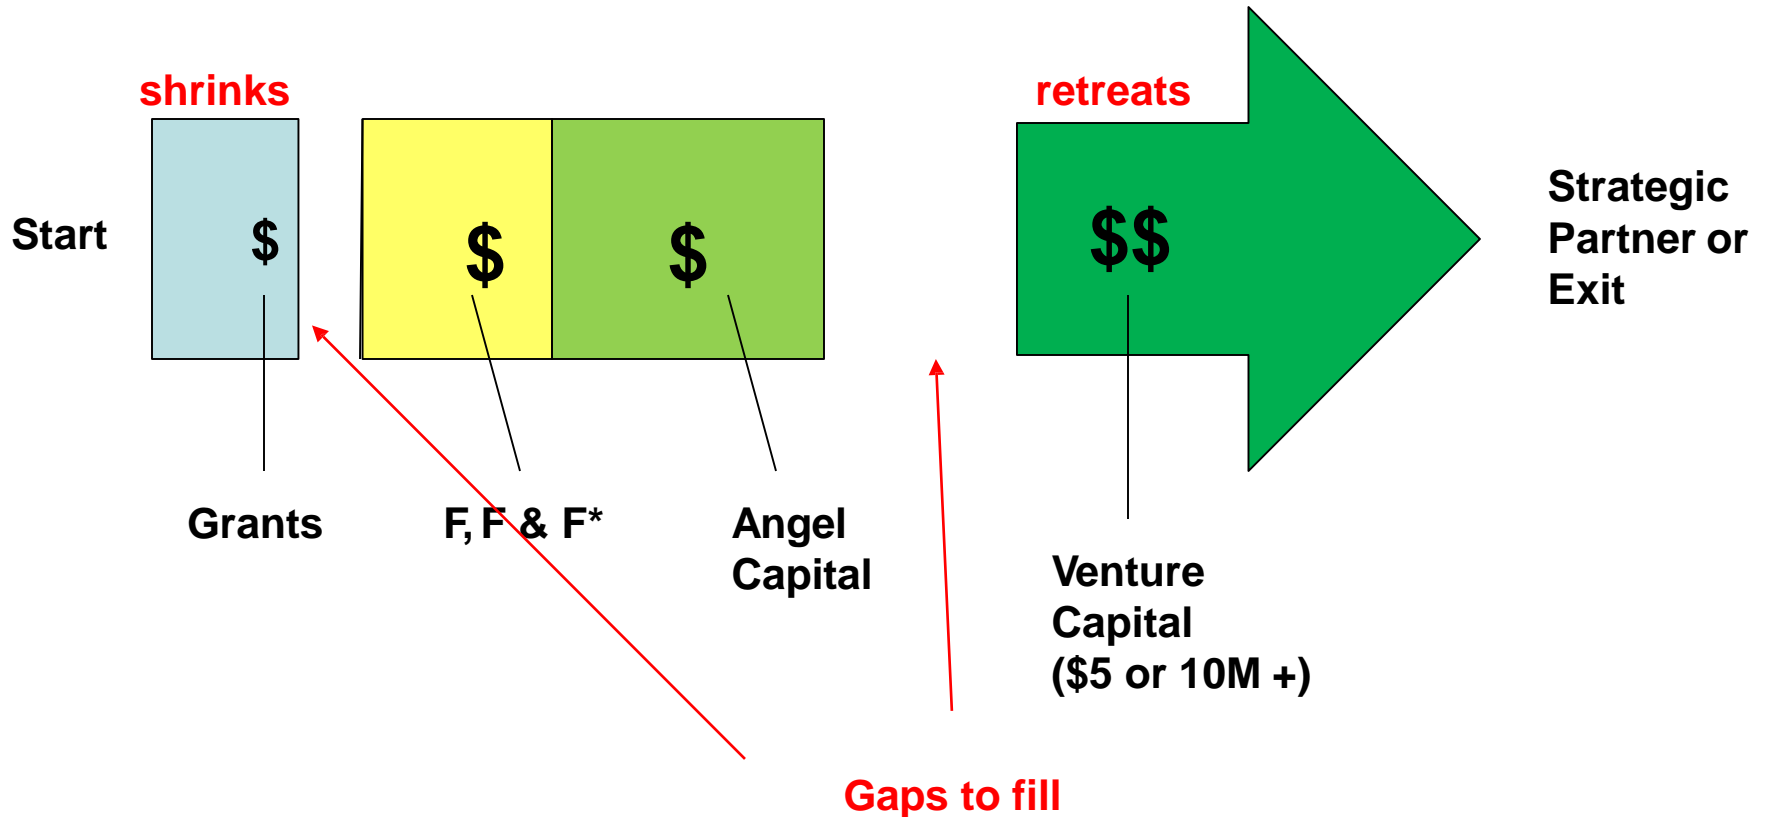 shrinks
retreats
Start
$
$
$
$$
Strategic
Partner or
Exit
Grants
F, F & F*
Angel
Capital
Venture
Capital
($5 or 10M +)
Gaps to fill